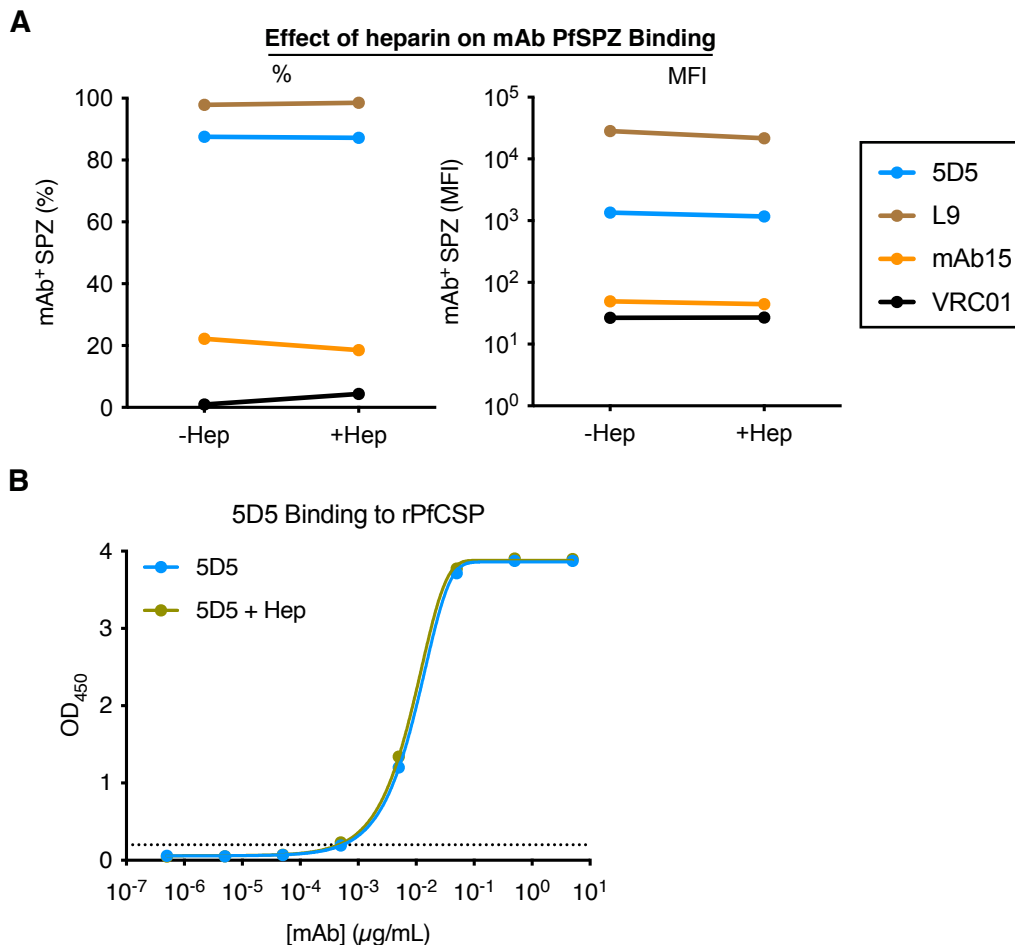 A
Effect of heparin on mAb PfSPZ Binding
%
MFI
mAb⁺ SPZ (%)
100
80
60
40
20
0
-Hep
+Hep
mAb⁺ SPZ (MFI)
10⁵
10⁴
10³
10²
10¹
10⁰
-Hep
+Hep
5D5
L9
mAb15
VRC01
B
5D5 Binding to rPfCSP
5D5
5D5 + Hep
OD₄₅₀
4
3
2
1
0
10⁻⁷ 10⁻⁶ 10⁻⁵ 10⁻⁴ 10⁻³ 10⁻² 10⁻¹ 10⁰ 10¹
[mAb] (µg/mL)